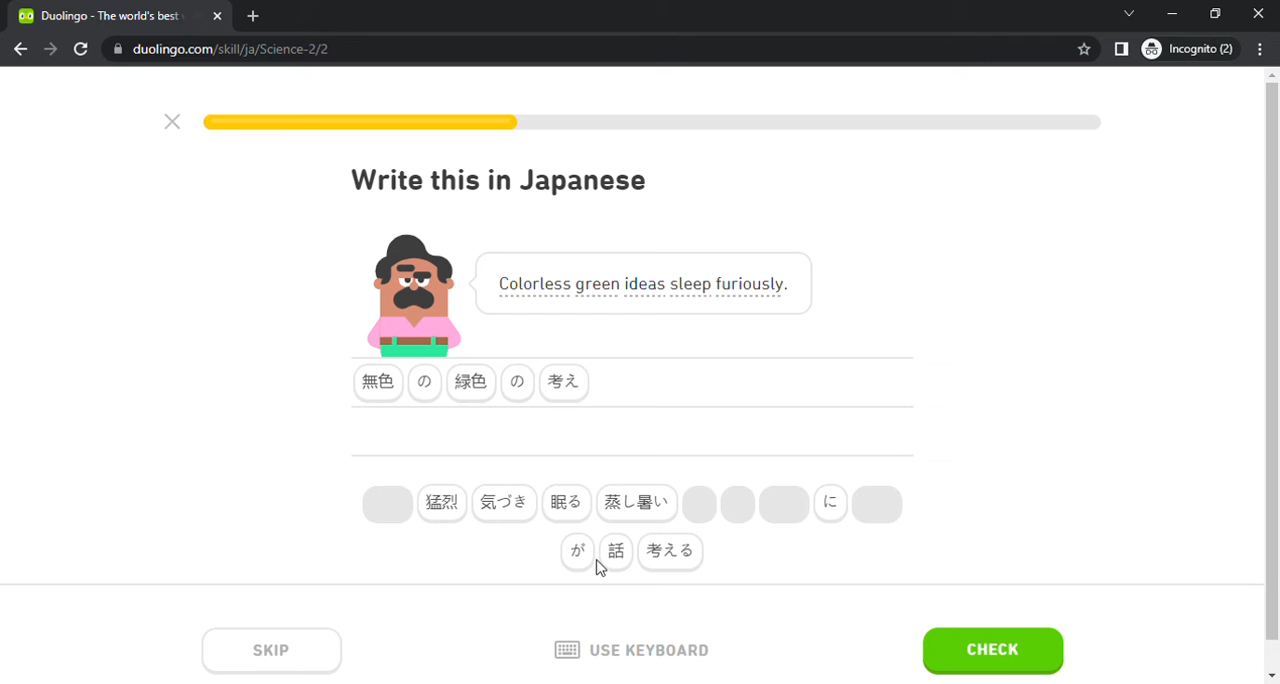 Duolingo - The world's best
duolingo.com/skill/ja/Science-2/2
Incognito (2)
Write this in Japanese
Colorless green ideas sleep furiously.
無色 の 緑色 の 考え
猛烈 気づき 眠る 蒸し暑い に
が 話 考える
SKIP
USE KEYBOARD
CHECK